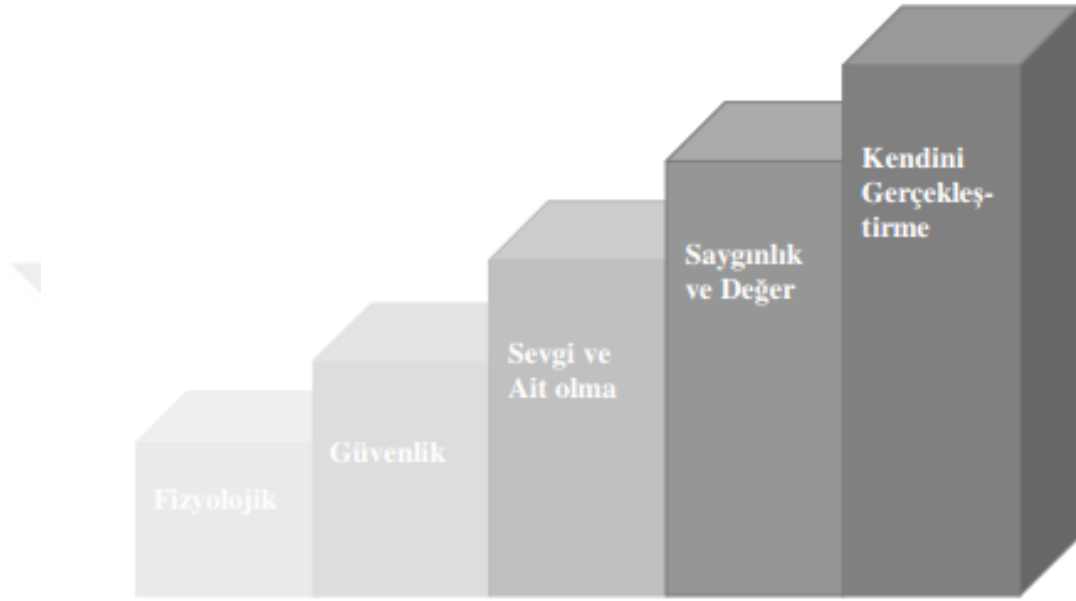 Fizyolojik
Güvenlik
Sevgi ve
Ait olma
Saygınlık
ve Değer
Kendini
Gerçekleş-
tirme